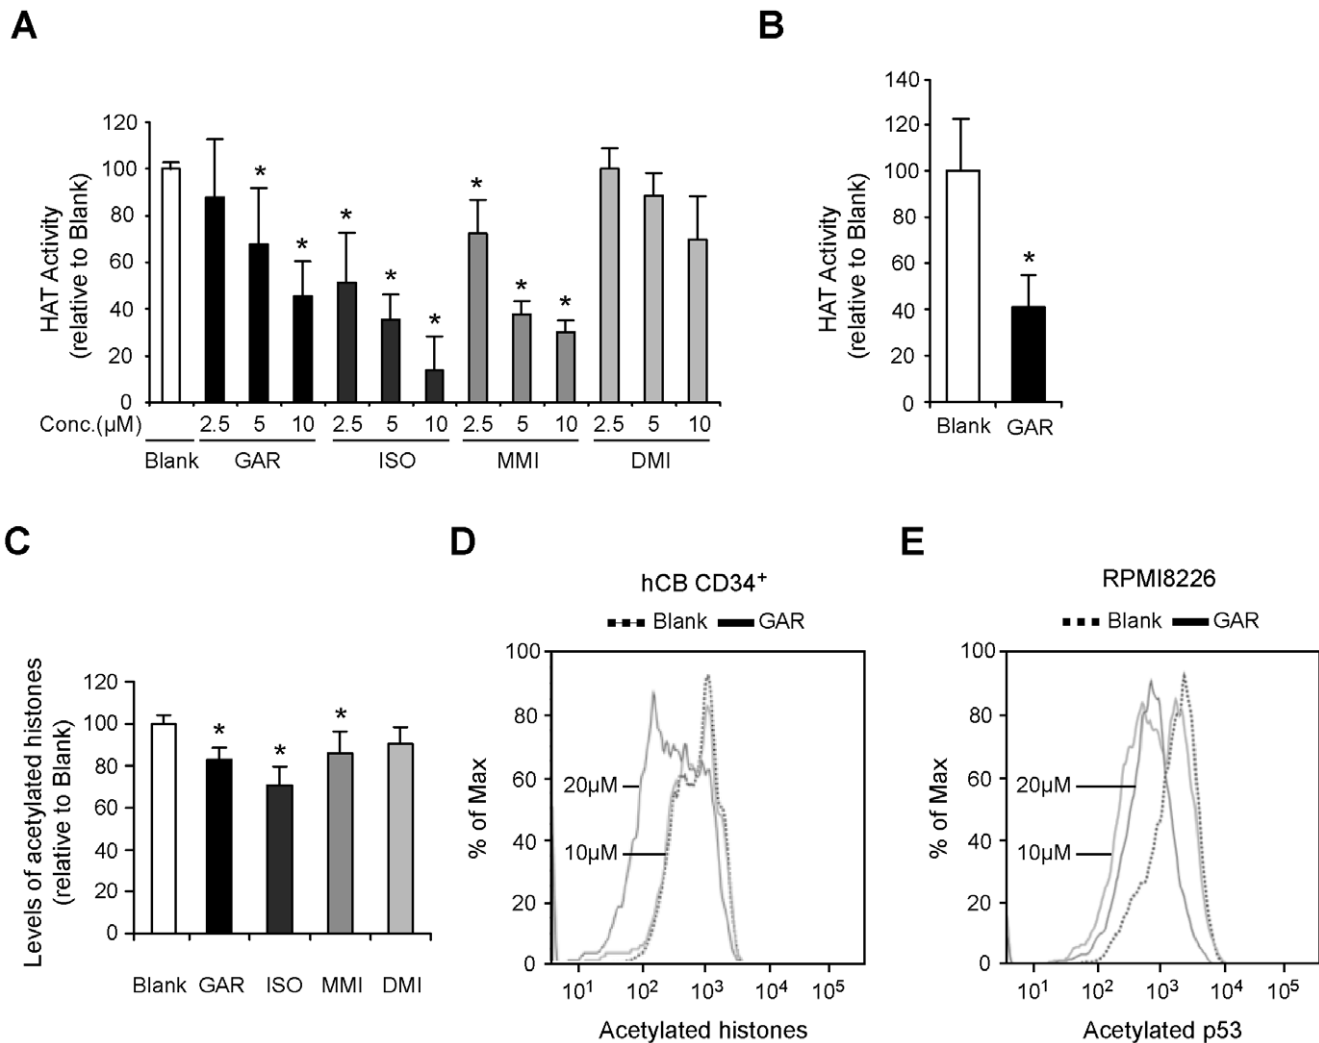 A
HAT Activity
(relative to Blank)
120
100
80
60
40
20
0
Conc.(µM) 2.5 5 10 2.5 5 10 2.5 5 10 2.5 5 10
Blank GAR ISO MMI DMI
* * * * * * * *
B
HAT Activity
(relative to Blank)
140
120
100
80
60
40
20
0
*
Blank GAR
C
Levels of acetylated histones
(relative to Blank)
120
100
80
60
40
20
0
* * *
Blank GAR ISO MMI DMI
D
hCB CD34⁺
Blank GAR
% of Max
100
80
60
40
20
0
20µM
10µM
10¹ 10² 10³ 10⁴ 10⁵
Acetylated histones
E
RPMI8226
Blank GAR
% of Max
100
80
60
40
20
0
20µM
10µM
10¹ 10² 10³ 10⁴ 10⁵
Acetylated p53